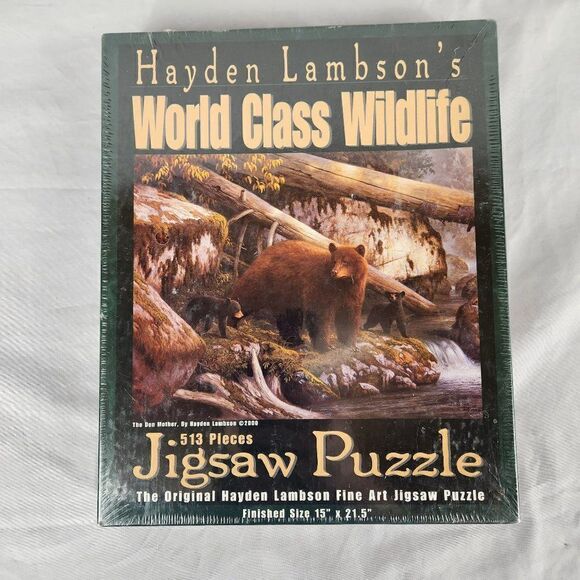 Hayden Lambson's
World Class Wildlife
The Den Mother, By Hayden Lambson ©2000
513 Pieces
Jigsaw Puzzle
The Original Hayden Lambson Fine Art Jigsaw Puzzle
Finished Size 15" x 21.5"